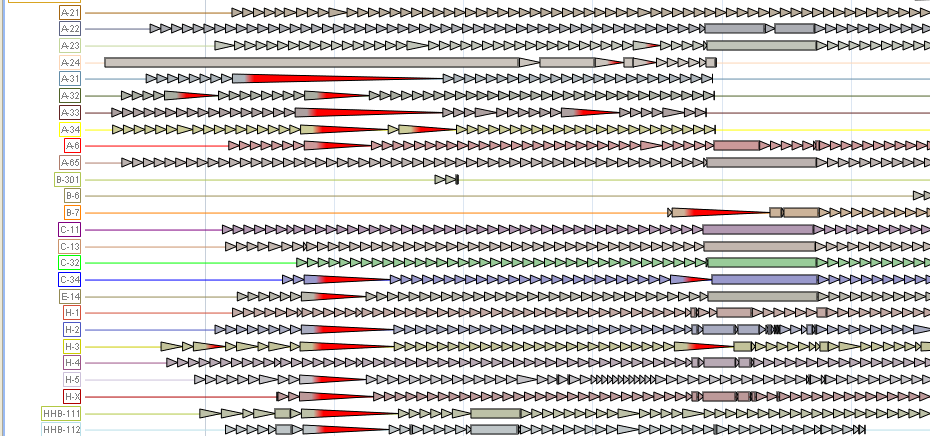 A-21
A-22
A-23
A-24
A-31
A-32
A-33
A-34
A-6
A-65
B-301
B-6
B-7
C-11
C-13
C-32
C-34
E-14
H-1
H-2
H-3
H-4
H-5
H-X
HHB-111
HHB-112